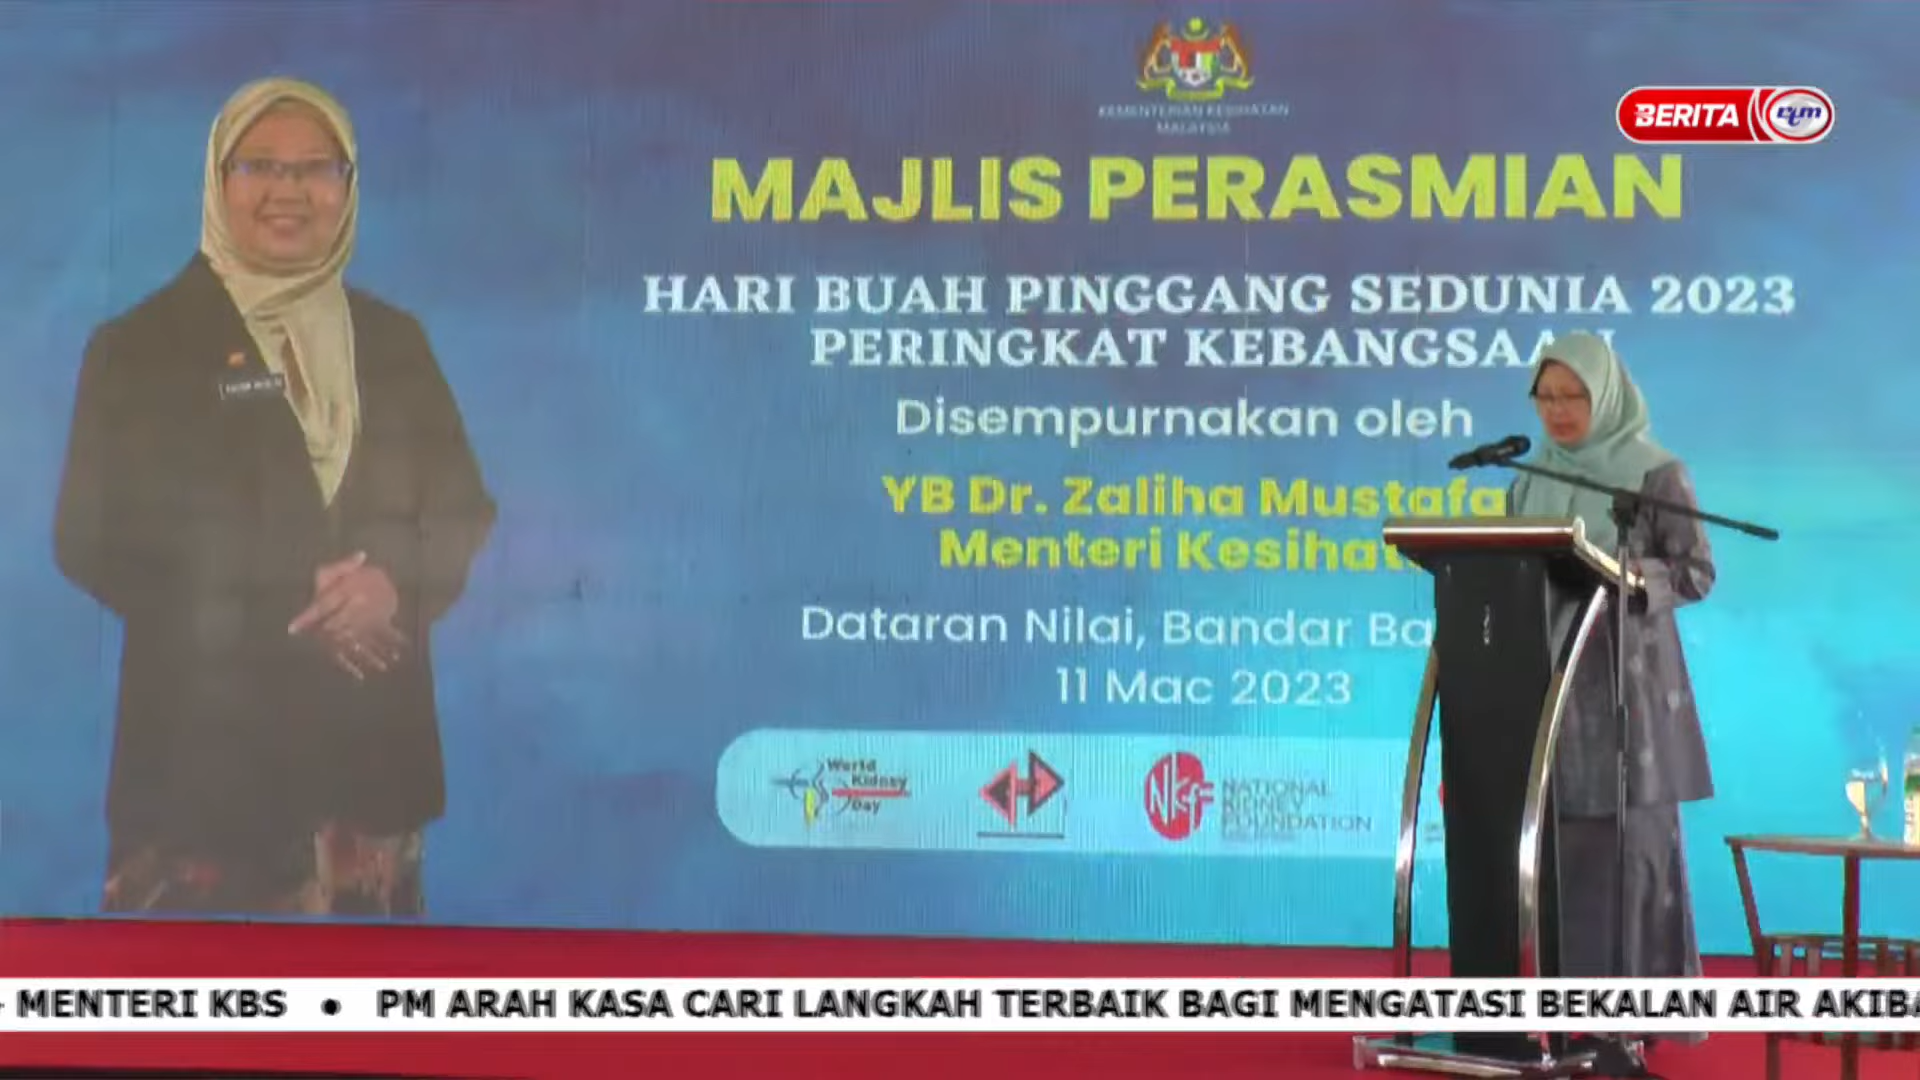 KEMENTERIAN KESIHATAN
MALAYSIA
BERITA rtm
MAJLIS PERASMIAN
HARI BUAH PINGGANG SEDUNIA 2023
PERINGKAT KEBANGSAAN
Disempurnakan oleh
YB Dr. Zaliha Mustafa
Menteri Kesihat
Dataran Nilai, Bandar Ba
11 Mac 2023
World
Kidney
Day
NKF
NATIONAL
KIDNEY
FOUNDATION
MENTERI KBS • PM ARAH KASA CARI LANGKAH TERBAIK BAGI MENGATASI BEKALAN AIR AKIBA